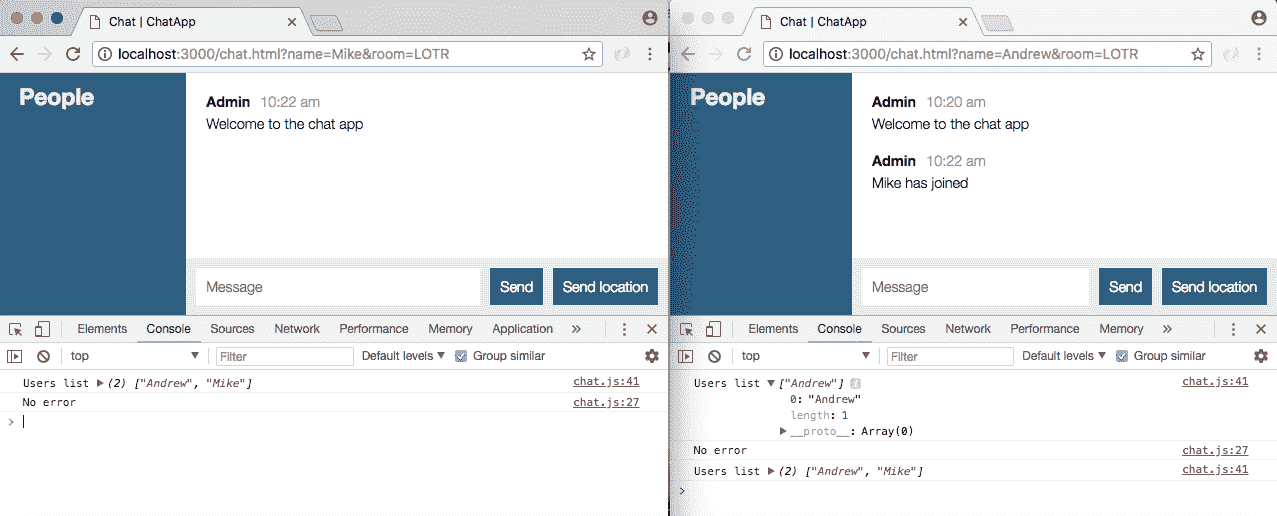 Chat | ChatApp
localhost:3000/chat.html?name=Mike&room=LOTR
People
Admin 10:22 am
Welcome to the chat app
Message
Send
Send location
Elements Console Sources Network Performance Memory Application »
top Filter Default levels ▼ Group similar
Users list ▶ (2) ["Andrew", "Mike"] chat.js:41
No error chat.js:27
>
Chat | ChatApp
localhost:3000/chat.html?name=Andrew&room=LOTR
People
Admin 10:20 am
Welcome to the chat app
Admin 10:22 am
Mike has joined
Message
Send
Send location
Elements Console Sources Network Performance Memory »
top Filter Default levels ▼ Group similar
Users list ▼ ["Andrew"] i chat.js:41
0: "Andrew"
length: 1
▶ __proto__: Array(0)
No error chat.js:27
Users list ▶ (2) ["Andrew", "Mike"] chat.js:41
>